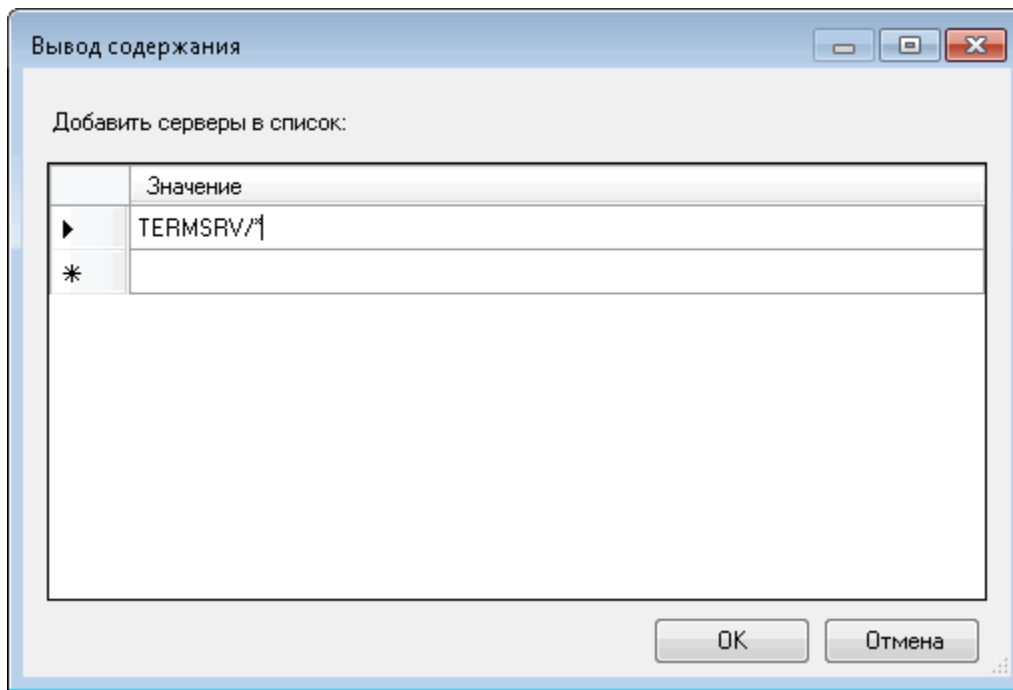 Вывод содержания
Добавить серверы в список:
Значение
TERMSRV/*
OK
Отмена